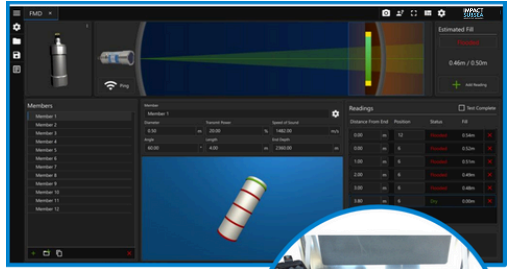 FMID
IMPACT
SUBSEA
Estimated Fill
Flooded
0.46m / 0.50m
Add Reading
Ping
Members
Member 1
Member 2
Member 3
Member 4
Member 5
Member 6
Member 7
Member 8
Member 9
Member 10
Member 11
Member 12
Member
Member 1
Diameter
Transmit Power
Speed of Sound
0.50 m
20.00 %
1482.00 m/s
Angle
Length
End Depth
60.00 °
4.00 m
2360.00 m
Readings
Test Complete
Distance From End Position Status Fill
0.00 m 12 Flooded 0.50m
0.00 m 6 Flooded 0.52m
1.00 m 6 Flooded 0.51m
2.00 m 6 Flooded 0.49m
3.00 m 6 Flooded 0.48m
3.80 m 6 Dry 0.00m